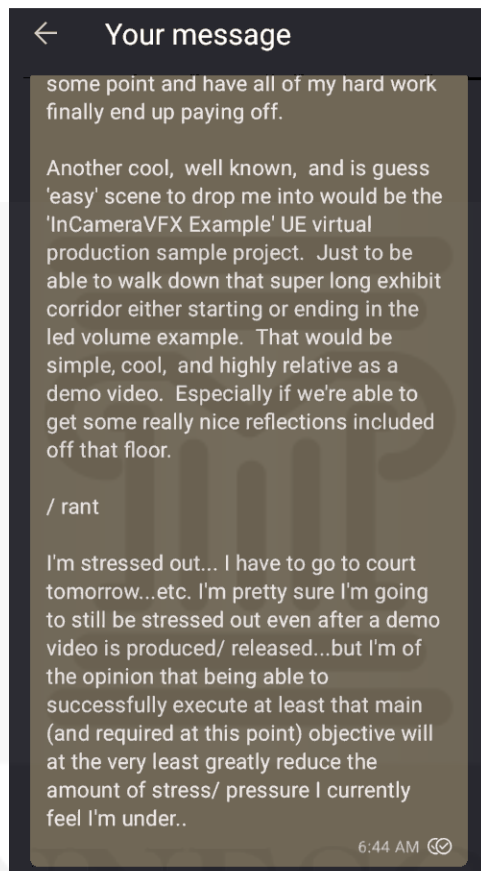 Your message
some point and have all of my hard work
finally end up paying off.
Another cool,  well known,  and is guess
'easy' scene to drop me into would be the
'InCameraVFX Example' UE virtual
production sample project.  Just to be
able to walk down that super long exhibit
corridor either starting or ending in the
led volume example.  That would be
simple, cool,  and highly relative as a
demo video.  Especially if we're able to
get some really nice reflections included
off that floor.
/ rant
I'm stressed out... I have to go to court
tomorrow...etc. I'm pretty sure I'm going
to still be stressed out even after a demo
video is produced/ released...but I'm of
the opinion that being able to
successfully execute at least that main
(and required at this point) objective will
at the very least greatly reduce the
amount of stress/ pressure I currently
feel I'm under..
6:44 AM